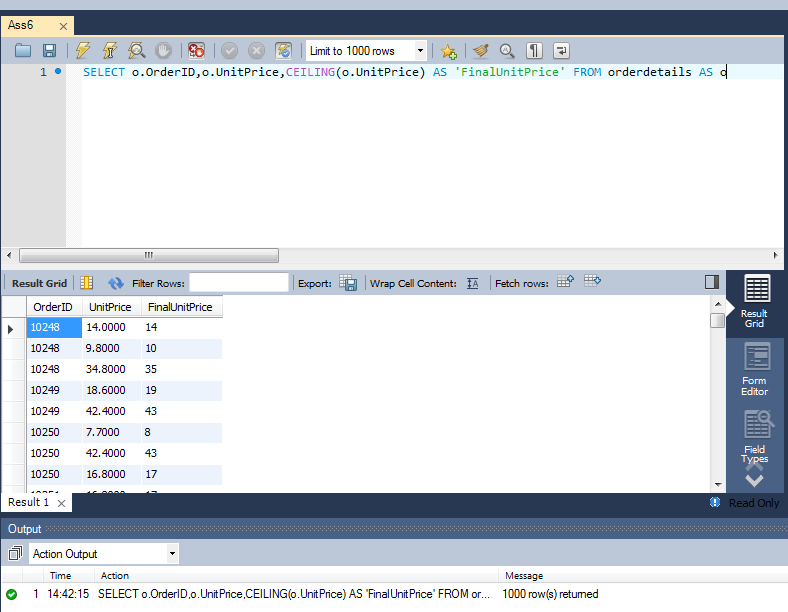 Ass6
Limit to 1000 rows
1 SELECT o.OrderID,o.UnitPrice,CEILING(o.UnitPrice) AS 'FinalUnitPrice' FROM orderdetails AS o
Result Grid Filter Rows: Export: Wrap Cell Content: Fetch rows:
OrderID UnitPrice FinalUnitPrice
10248 14.0000 14
10248 9.8000 10
10248 34.8000 35
10249 18.6000 19
10249 42.4000 43
10250 7.7000 8
10250 42.4000 43
10250 16.8000 17
Result
Grid
Form
Editor
Field
Types
Result 1
Read Only
Output
Action Output
Time Action Message
1 14:42:15 SELECT o.OrderID,o.UnitPrice,CEILING(o.UnitPrice) AS 'FinalUnitPrice' FROM or... 1000 row(s) returned